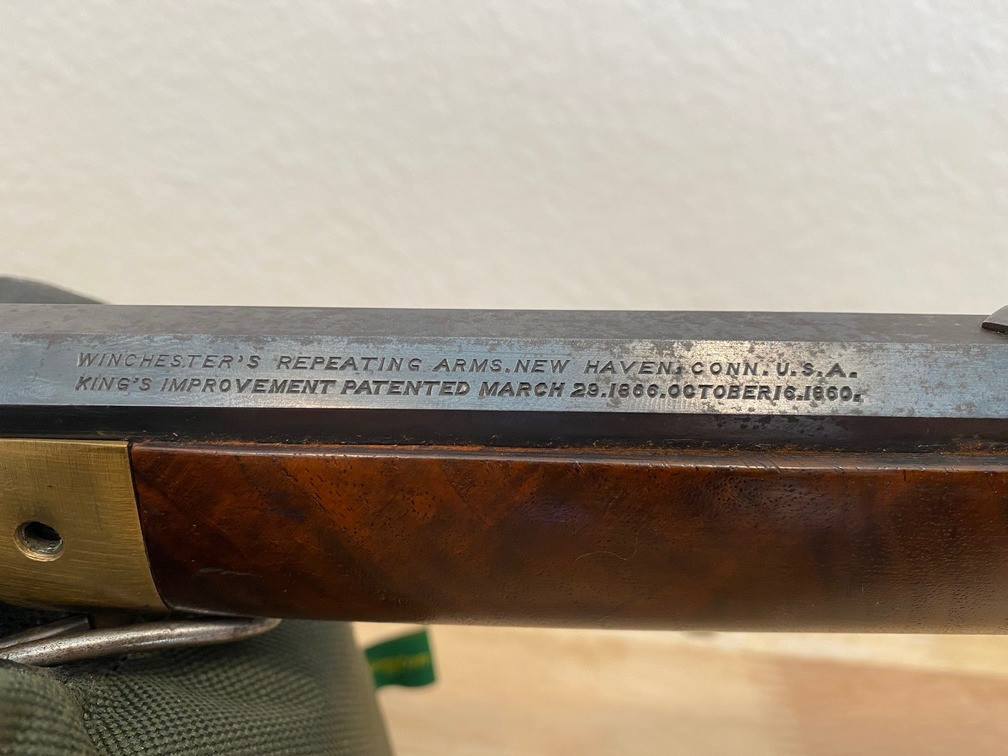 WINCHESTER'S REPEATING ARMS.NEW HAVEN.CONN.U.S.A.
KING'S IMPROVEMENT PATENTED MARCH 29.1866.OCTOBER16.1860.